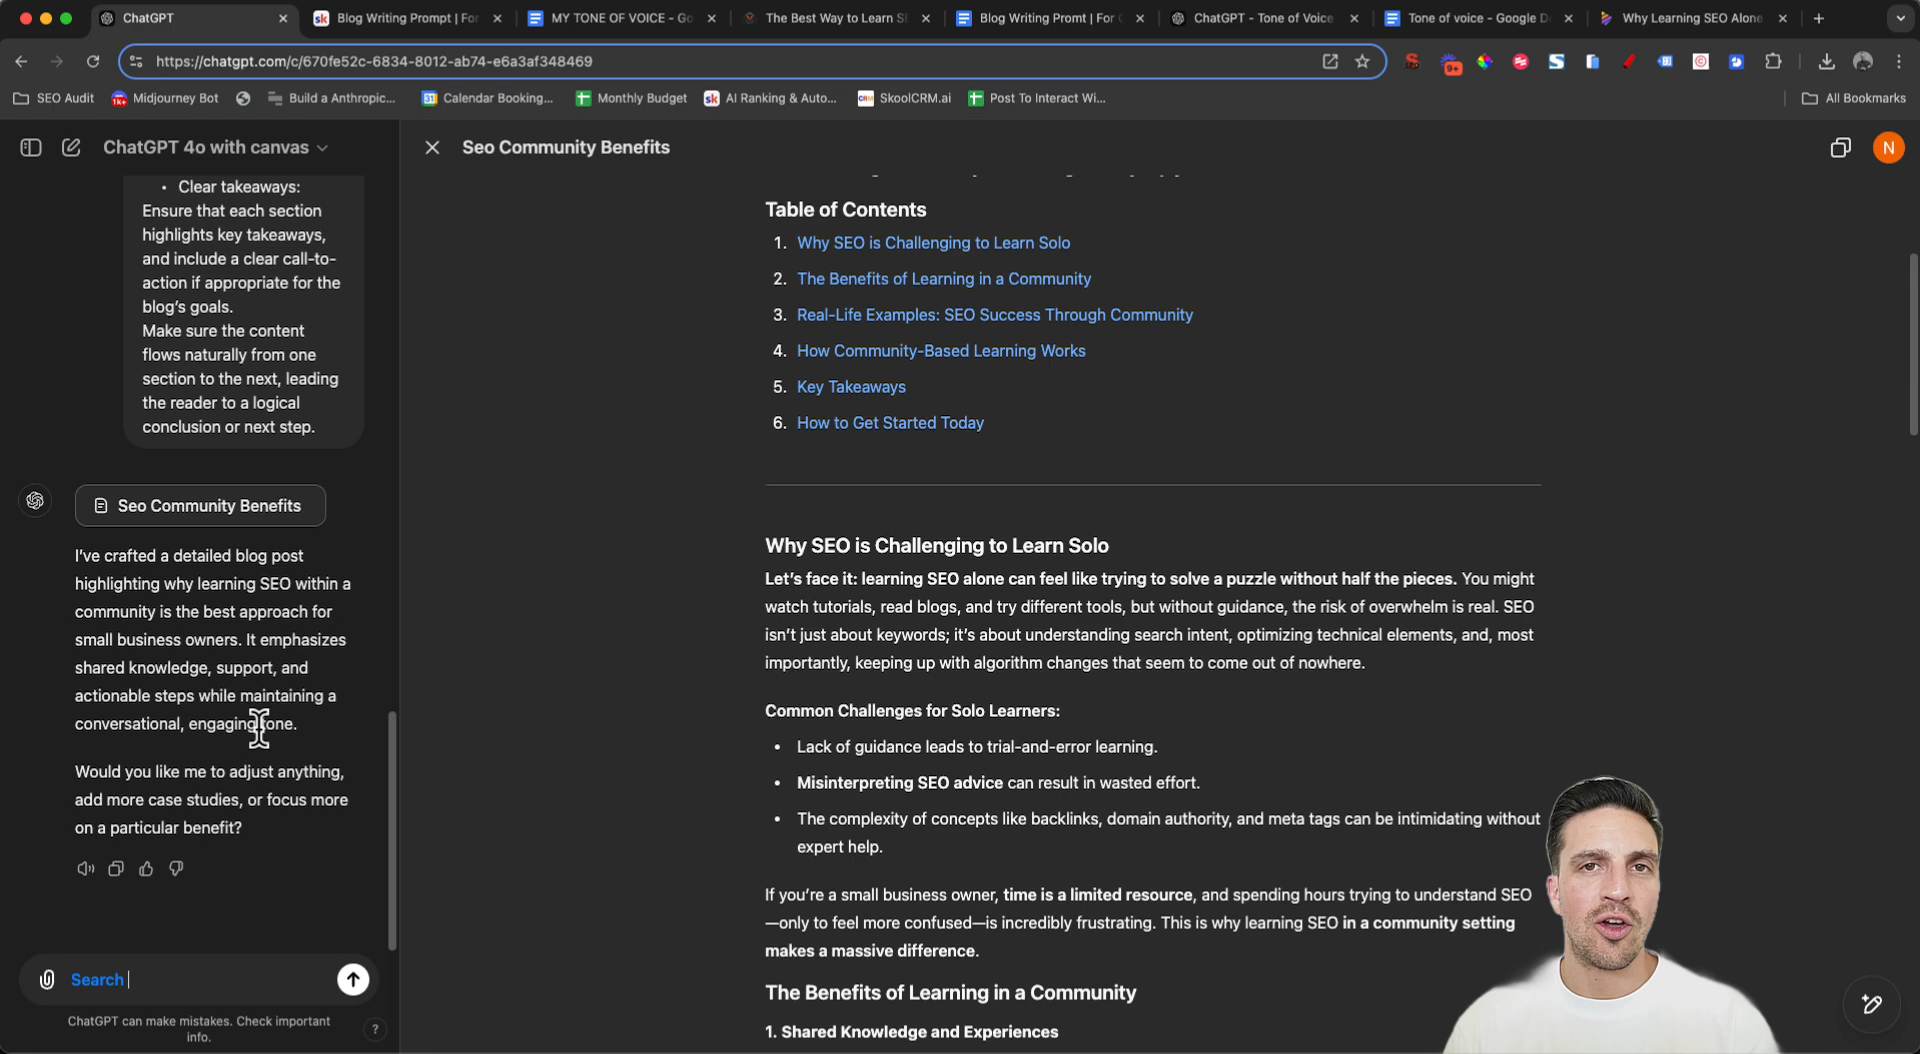 ChatGPT
Blog Writing Prompt | For
MY TONE OF VOICE - Go
The Best Way to Learn S
Blog Writing Promt | For
ChatGPT - Tone of Voice
Tone of voice - Google D
Why Learning SEO Alone
https://chatgpt.com/c/670fe52c-6834-8012-ab74-e6a3af348469
9+
SEO Audit
1K+ Midjourney Bot
Build a Anthropic...
31 Calendar Booking...
Monthly Budget
sk AI Ranking & Auto...
CRM SkoolCRM.ai
Post To Interact Wi...
All Bookmarks
ChatGPT 4o with canvas
Seo Community Benefits
N
• Clear takeaways:
Ensure that each section
highlights key takeaways,
and include a clear call-to-
action if appropriate for the
blog’s goals.
Make sure the content
flows naturally from one
section to the next, leading
the reader to a logical
conclusion or next step.
Seo Community Benefits
I’ve crafted a detailed blog post
highlighting why learning SEO within a
community is the best approach for
small business owners. It emphasizes
shared knowledge, support, and
actionable steps while maintaining a
conversational, engaging tone.
Would you like me to adjust anything,
add more case studies, or focus more
on a particular benefit?
Search
ChatGPT can make mistakes. Check important
info.
?
Table of Contents
1. Why SEO is Challenging to Learn Solo
2. The Benefits of Learning in a Community
3. Real-Life Examples: SEO Success Through Community
4. How Community-Based Learning Works
5. Key Takeaways
6. How to Get Started Today
Why SEO is Challenging to Learn Solo
Let’s face it: learning SEO alone can feel like trying to solve a puzzle without half the pieces. You might
watch tutorials, read blogs, and try different tools, but without guidance, the risk of overwhelm is real. SEO
isn’t just about keywords; it’s about understanding search intent, optimizing technical elements, and, most
importantly, keeping up with algorithm changes that seem to come out of nowhere.
Common Challenges for Solo Learners:
• Lack of guidance leads to trial-and-error learning.
• Misinterpreting SEO advice can result in wasted effort.
• The complexity of concepts like backlinks, domain authority, and meta tags can be intimidating without
expert help.
If you’re a small business owner, time is a limited resource, and spending hours trying to understand SEO
—only to feel more confused—is incredibly frustrating. This is why learning SEO in a community setting
makes a massive difference.
The Benefits of Learning in a Community
1. Shared Knowledge and Experiences